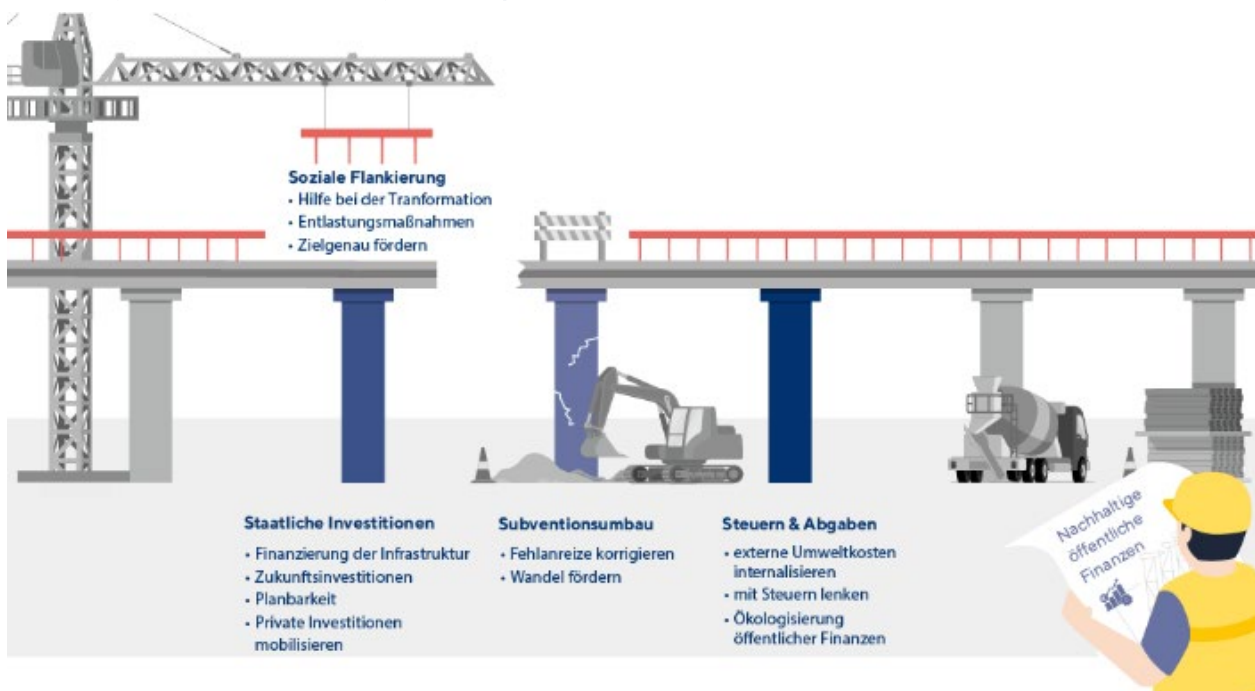 Soziale Flankierung
• Hilfe bei der Tranformation
• Entlastungsmaßnahmen
• Zielgenau fördern
Staatliche Investitionen
• Finanzierung der Infrastruktur
• Zukunftsinvestitionen
• Planbarkeit
• Private Investitionen
mobilisieren
Subventionsumbau
• Fehlanreize korrigieren
• Wandel fördern
Steuern & Abgaben
• externe Umweltkosten
internalisieren
• mit Steuern lenken
• Ökologisierung
öffentlicher Finanzen
Nachhaltige
öffentliche
Finanzen